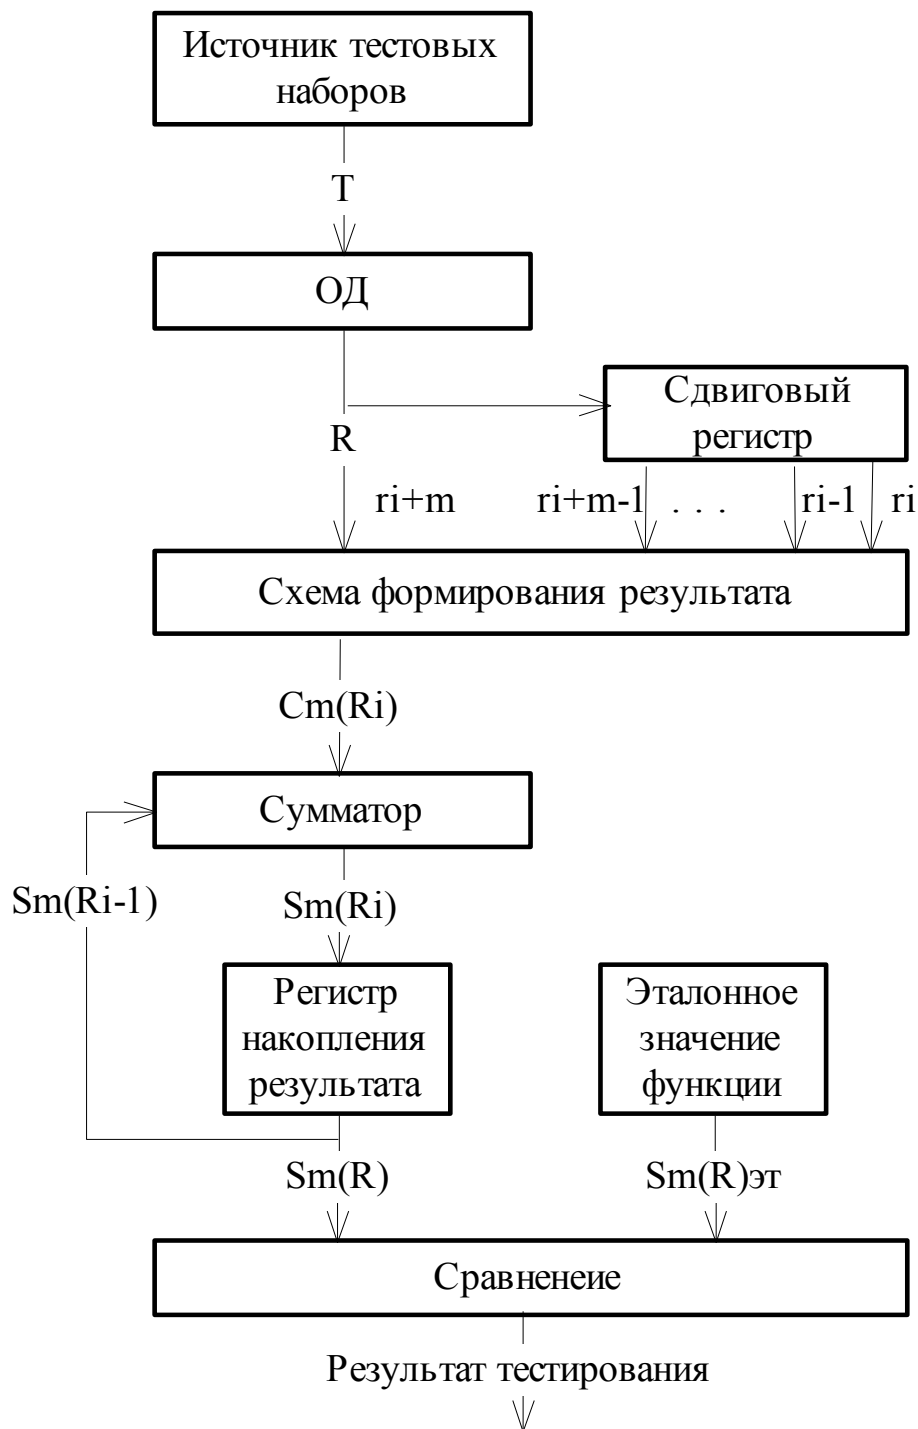 Источник тестовых
наборов
T
ОД
Сдвиговый
регистр
R
ri+m
ri+m-1
. . .
ri-1
ri
Схема формирования результата
Cm(Ri)
Сумматор
Sm(Ri-1)
Sm(Ri)
Регистр
накопления
результата
Эталонное
значение
функции
Sm(R)
Sm(R)эт
Сравненеие
Результат тестирования